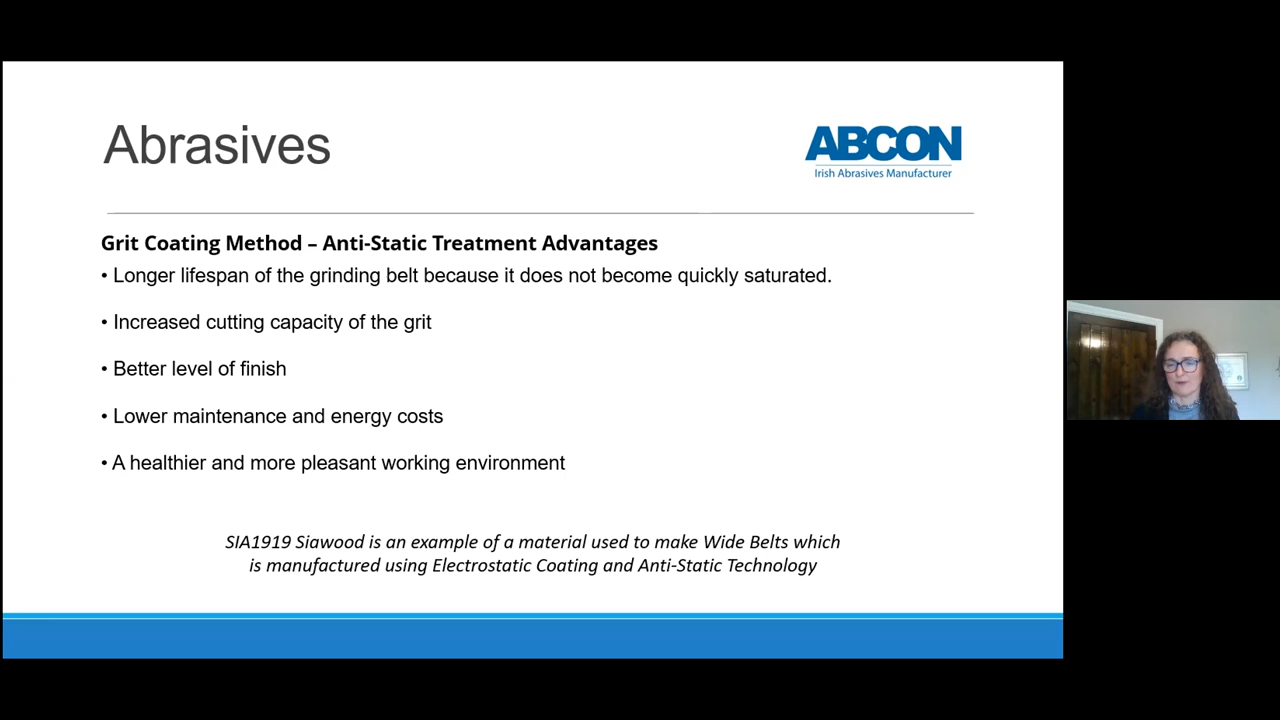 Abrasives
ABCON
Irish Abrasives Manufacturer
Grit Coating Method – Anti-Static Treatment Advantages
• Longer lifespan of the grinding belt because it does not become quickly saturated.
• Increased cutting capacity of the grit
• Better level of finish
• Lower maintenance and energy costs
• A healthier and more pleasant working environment
SIA1919 Siawood is an example of a material used to make Wide Belts which
is manufactured using Electrostatic Coating and Anti-Static Technology